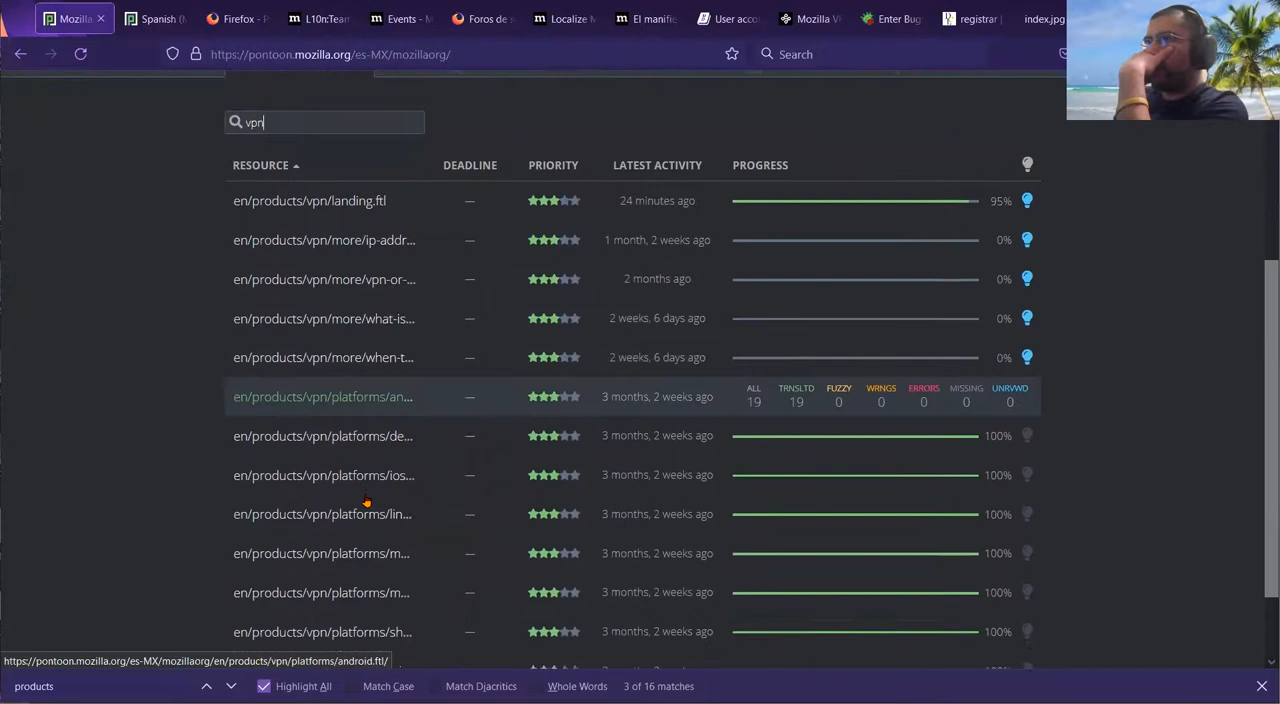 Mozilla
Spanish (M
Firefox - P
L10n:Team
Events - M
Foros de s
Localize M
El manifie
User acco
Mozilla VP
Enter Bug
registrar |
index.jpg
https://pontoon.mozilla.org/es-MX/mozillaorg/
Search
vpn
RESOURCE DEADLINE PRIORITY LATEST ACTIVITY PROGRESS
en/products/vpn/landing.ftl — 24 minutes ago 95%
en/products/vpn/more/ip-addr... — 1 month, 2 weeks ago 0%
en/products/vpn/more/vpn-or-... — 2 months ago 0%
en/products/vpn/more/what-is... — 2 weeks, 6 days ago 0%
en/products/vpn/more/when-t... — 2 weeks, 6 days ago 0%
ALL TRNSLTD FUZZY WRNGS ERRORS MISSING UNRVWD
en/products/vpn/platforms/an... — 3 months, 2 weeks ago 19 19 0 0 0 0 0
en/products/vpn/platforms/de... — 3 months, 2 weeks ago 100%
en/products/vpn/platforms/ios... — 3 months, 2 weeks ago 100%
en/products/vpn/platforms/lin... — 3 months, 2 weeks ago 100%
en/products/vpn/platforms/m... — 3 months, 2 weeks ago 100%
en/products/vpn/platforms/m... — 3 months, 2 weeks ago 100%
en/products/vpn/platforms/sh... — 3 months, 2 weeks ago 100%
https://pontoon.mozilla.org/es-MX/mozillaorg/en/products/vpn/platforms/android.ftl/
products
Highlight All Match Case Match Diacritics Whole Words 3 of 16 matches